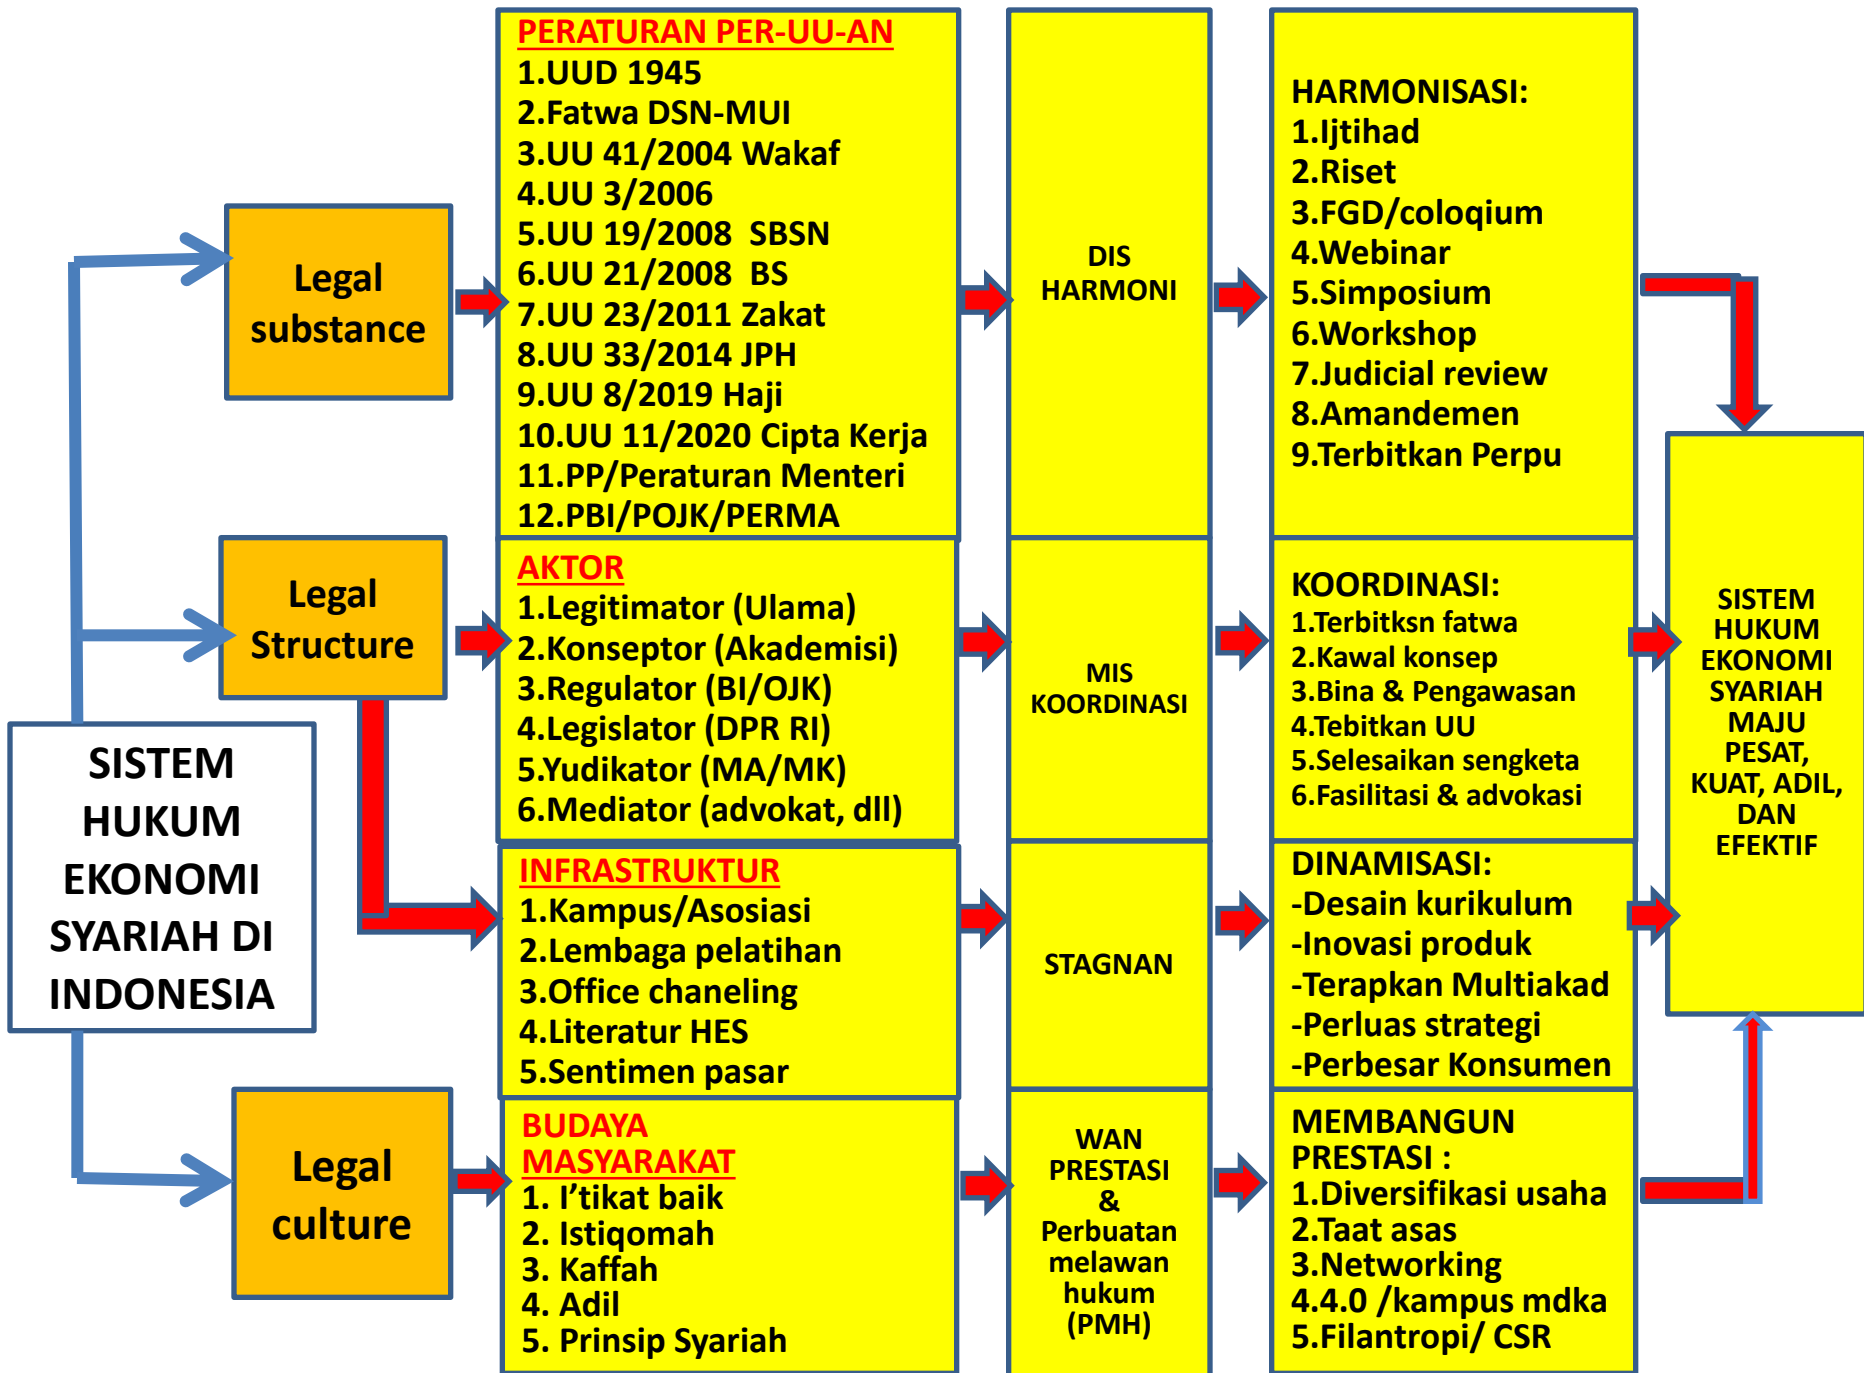 SISTEM
HUKUM
EKONOMI
SYARIAH DI
INDONESIA
Legal
substance
PERATURAN PER-UU-AN
1.UUD 1945
2.Fatwa DSN-MUI
3.UU 41/2004 Wakaf
4.UU 3/2006
5.UU 19/2008 SBSN
6.UU 21/2008 BS
7.UU 23/2011 Zakat
8.UU 33/2014 JPH
9.UU 8/2019 Haji
10.UU 11/2020 Cipta Kerja
11.PP/Peraturan Menteri
12.PBI/POJK/PERMA
DIS
HARMONI
HARMONISASI:
1.Ijtihad
2.Riset
3.FGD/coloqium
4.Webinar
5.Simposium
6.Workshop
7.Judicial review
8.Amandemen
9.Terbitkan Perpu
Legal
Structure
AKTOR
1.Legitimator (Ulama)
2.Konseptor (Akademisi)
3.Regulator (BI/OJK)
4.Legislator (DPR RI)
5.Yudikator (MA/MK)
6.Mediator (advokat, dll)
MIS
KOORDINASI
KOORDINASI:
1.Terbitksn fatwa
2.Kawal konsep
3.Bina & Pengawasan
4.Tebitkan UU
5.Selesaikan sengketa
6.Fasilitasi & advokasi
INFRASTRUKTUR
1.Kampus/Asosiasi
2.Lembaga pelatihan
3.Office chaneling
4.Literatur HES
5.Sentimen pasar
STAGNAN
DINAMISASI:
-Desain kurikulum
-Inovasi produk
-Terapkan Multiakad
-Perluas strategi
-Perbesar Konsumen
Legal
culture
BUDAYA
MASYARAKAT
1. I'tikat baik
2. Istiqomah
3. Kaffah
4. Adil
5. Prinsip Syariah
WAN
PRESTASI
&
Perbuatan
melawan
hukum
(PMH)
MEMBANGUN
PRESTASI :
1.Diversifikasi usaha
2.Taat asas
3.Networking
4.4.0 /kampus mdka
5.Filantropi/ CSR
SISTEM
HUKUM
EKONOMI
SYARIAH
MAJU
PESAT,
KUAT, ADIL,
DAN
EFEKTIF